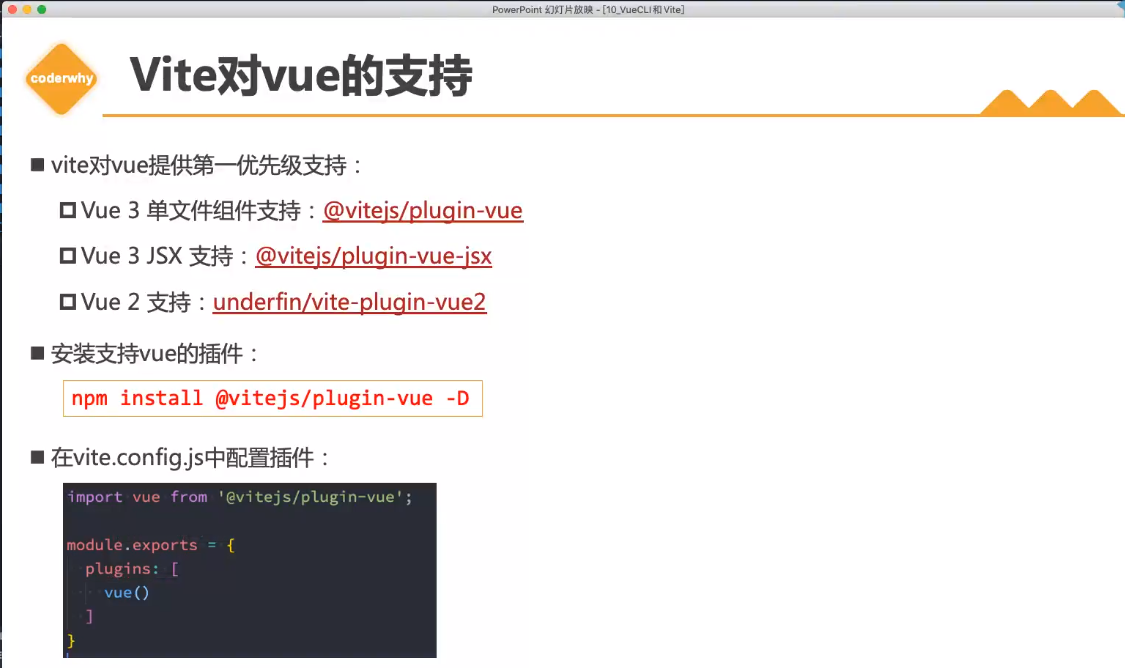 PowerPoint 幻灯片放映 - [10_VueCLI和Vite]
coderwhy
Vite对vue的支持
vite对vue提供第一优先级支持：
Vue 3 单文件组件支持：@vitejs/plugin-vue
Vue 3 JSX 支持：@vitejs/plugin-vue-jsx
Vue 2 支持：underfin/vite-plugin-vue2
安装支持vue的插件：
npm install @vitejs/plugin-vue -D
在vite.config.js中配置插件：
import vue from '@vitejs/plugin-vue';
module.exports = {
plugins: [
vue()
]
}